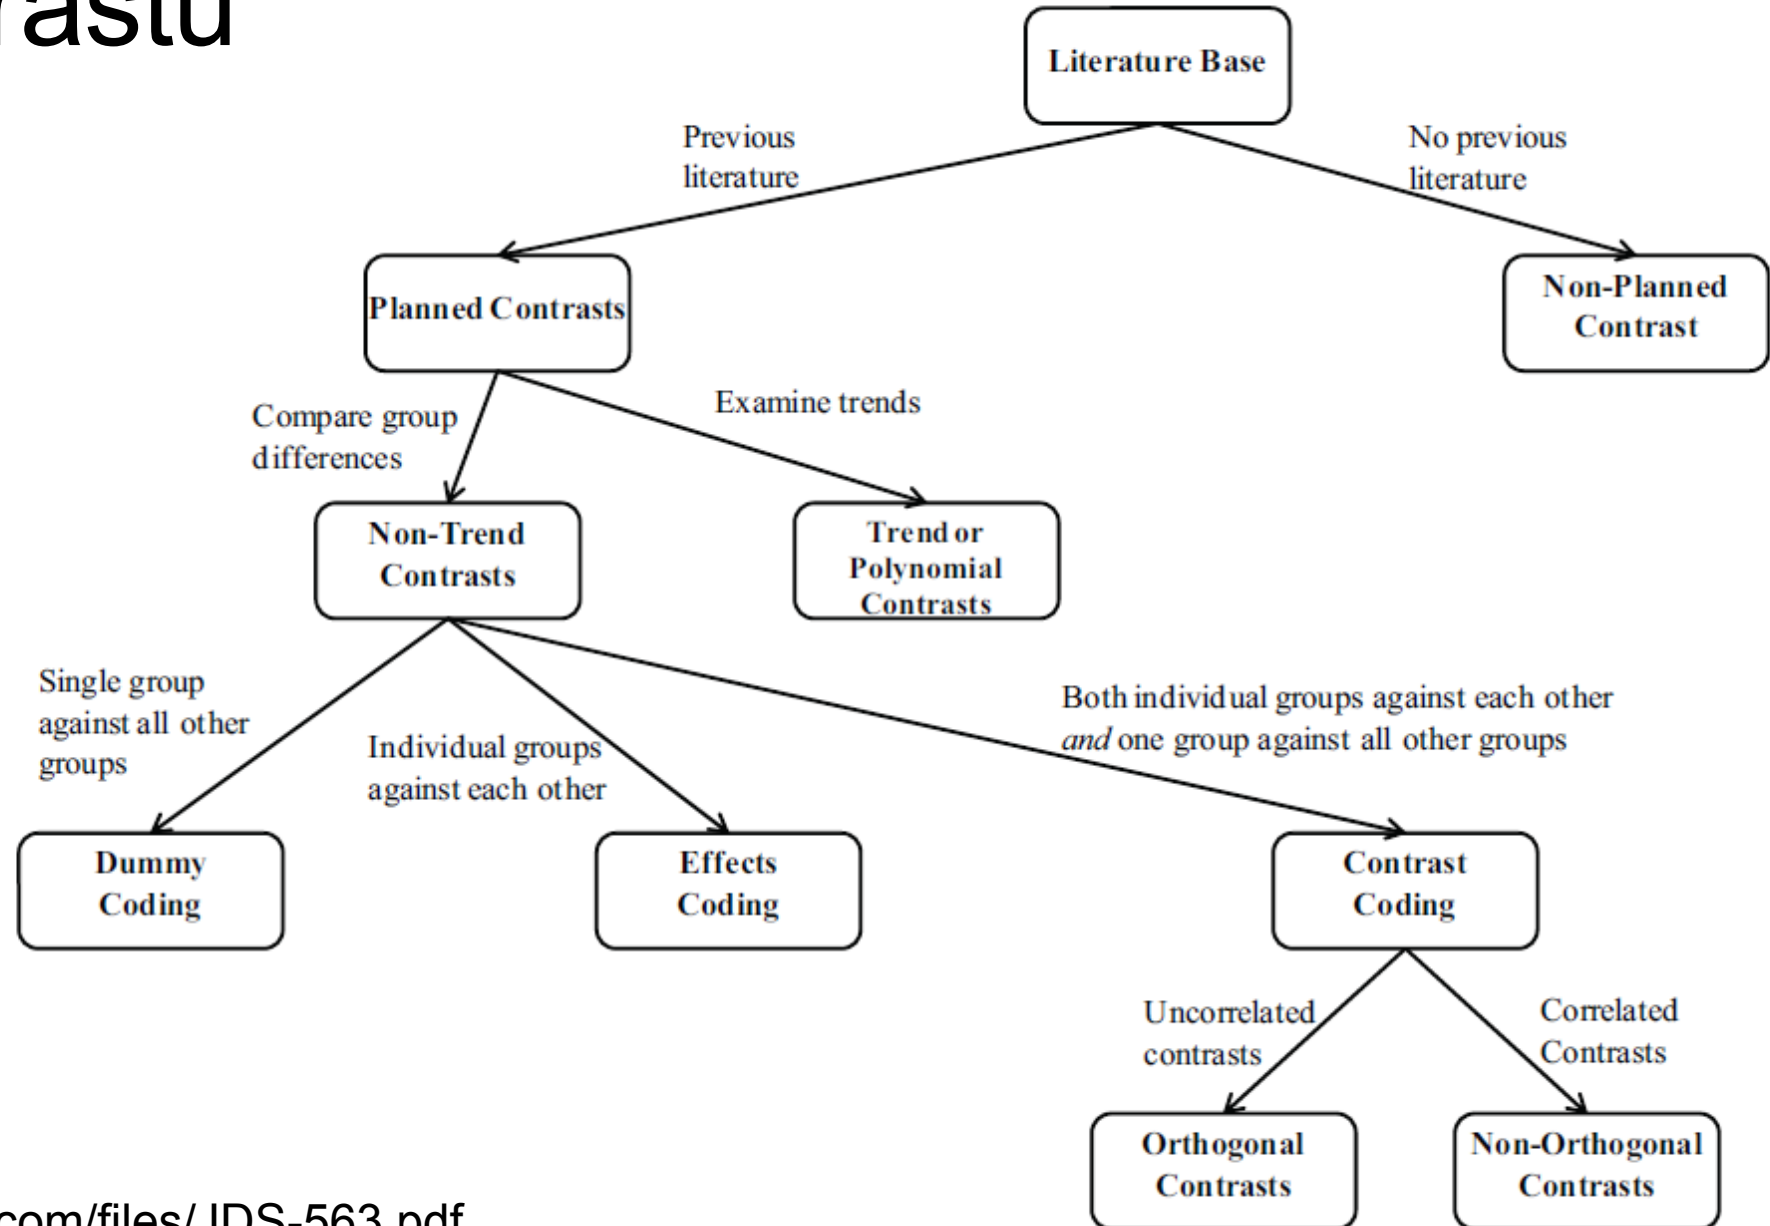 rastu
Literature Base
Previous
literature
No previous
literature
Planned Contrasts
Non-Planned
Contrast
Compare group
differences
Examine trends
Non-Trend
Contrasts
Trend or
Polynomial
Contrasts
Single group
against all other
groups
Individual groups
against each other
Both individual groups against each other
and one group against all other groups
Dummy
Coding
Effects
Coding
Contrast
Coding
Uncorrelated
contrasts
Correlated
Contrasts
Orthogonal
Contrasts
Non-Orthogonal
Contrasts
com/files/JDS-563.pdf